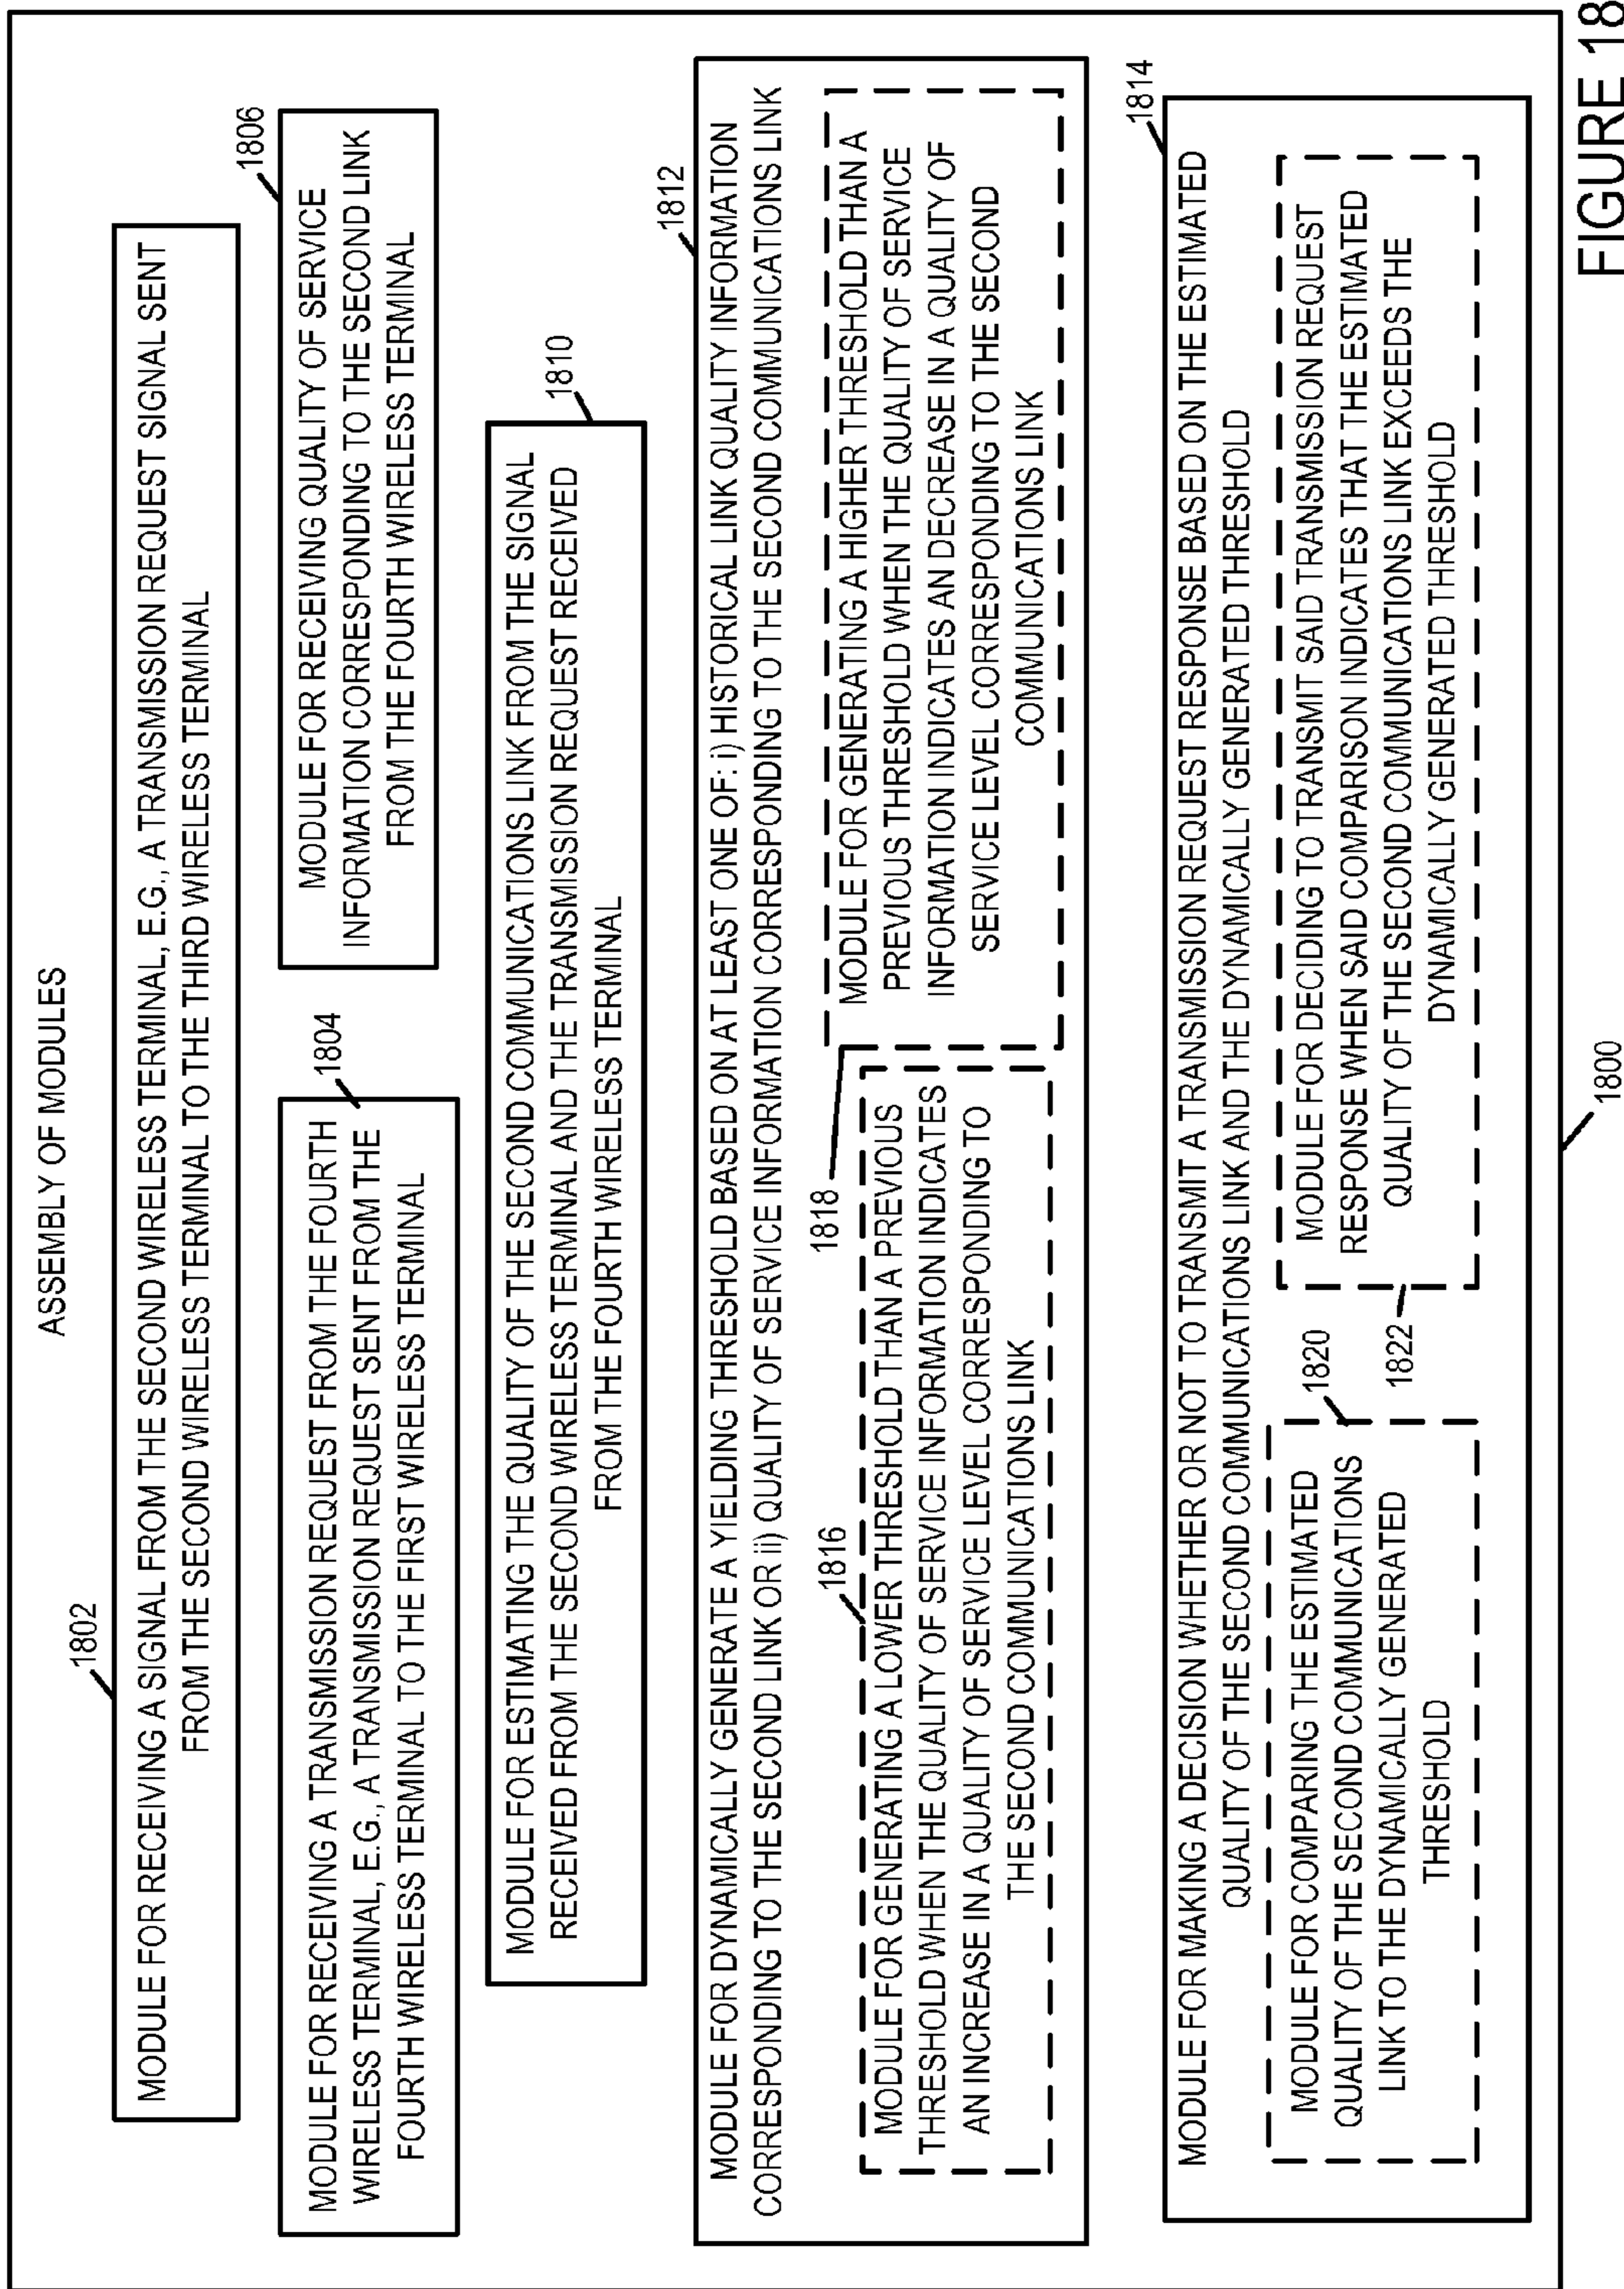 ASSEMBLY OF MODULES
1802
MODULE FOR RECEIVING A SIGNAL FROM THE SECOND WIRELESS TERMINAL, E.G., A TRANSMISSION REQUEST SIGNAL SENT
FROM THE SECOND WIRELESS TERMINAL TO THE THIRD WIRELESS TERMINAL
1804
MODULE FOR RECEIVING A TRANSMISSION REQUEST FROM THE FOURTH
WIRELESS TERMINAL, E.G., A TRANSMISSION REQUEST SENT FROM THE
FOURTH WIRELESS TERMINAL TO THE FIRST WIRELESS TERMINAL
1806
MODULE FOR RECEIVING QUALITY OF SERVICE
INFORMATION CORRESPONDING TO THE SECOND LINK
FROM THE FOURTH WIRELESS TERMINAL
1810
MODULE FOR ESTIMATING THE QUALITY OF THE SECOND COMMUNICATIONS LINK FROM THE SIGNAL
RECEIVED FROM THE SECOND WIRELESS TERMINAL AND THE TRANSMISSION REQUEST RECEIVED
FROM THE FOURTH WIRELESS TERMINAL
1812
MODULE FOR DYNAMICALLY GENERATE A YIELDING THRESHOLD BASED ON AT LEAST ONE OF: i) HISTORICAL LINK QUALITY INFORMATION
CORRESPONDING TO THE SECOND LINK OR ii) QUALITY OF SERVICE INFORMATION CORRESPONDING TO THE SECOND COMMUNICATIONS LINK
1816
MODULE FOR GENERATING A LOWER THRESHOLD THAN A PREVIOUS
THRESHOLD WHEN THE QUALITY OF SERVICE INFORMATION INDICATES
AN INCREASE IN A QUALITY OF SERVICE LEVEL CORRESPONDING TO
THE SECOND COMMUNICATIONS LINK
1818
MODULE FOR GENERATING A HIGHER THRESHOLD THAN A
PREVIOUS THRESHOLD WHEN THE QUALITY OF SERVICE
INFORMATION INDICATES AN DECREASE IN A QUALITY OF
SERVICE LEVEL CORRESPONDING TO THE SECOND
COMMUNICATIONS LINK
1814
MODULE FOR MAKING A DECISION WHETHER OR NOT TO TRANSMIT A TRANSMISSION REQUEST RESPONSE BASED ON THE ESTIMATED
QUALITY OF THE SECOND COMMUNICATIONS LINK AND THE DYNAMICALLY GENERATED THRESHOLD
1820
MODULE FOR COMPARING THE ESTIMATED
QUALITY OF THE SECOND COMMUNICATIONS
LINK TO THE DYNAMICALLY GENERATED
THRESHOLD
1822
MODULE FOR DECIDING TO TRANSMIT SAID TRANSMISSION REQUEST
RESPONSE WHEN SAID COMPARISON INDICATES THAT THE ESTIMATED
QUALITY OF THE SECOND COMMUNICATIONS LINK EXCEEDS THE
DYNAMICALLY GENERATED THRESHOLD
1800
FIGURE 18